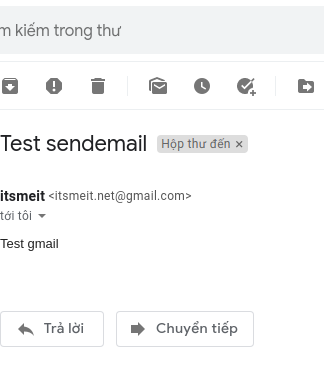 m kiếm trong thư
Test sendemail Hộp thư đến ×
itsmeit <itsmeit.net@gmail.com>
tới tôi
Test gmail
Trả lời Chuyển tiếp